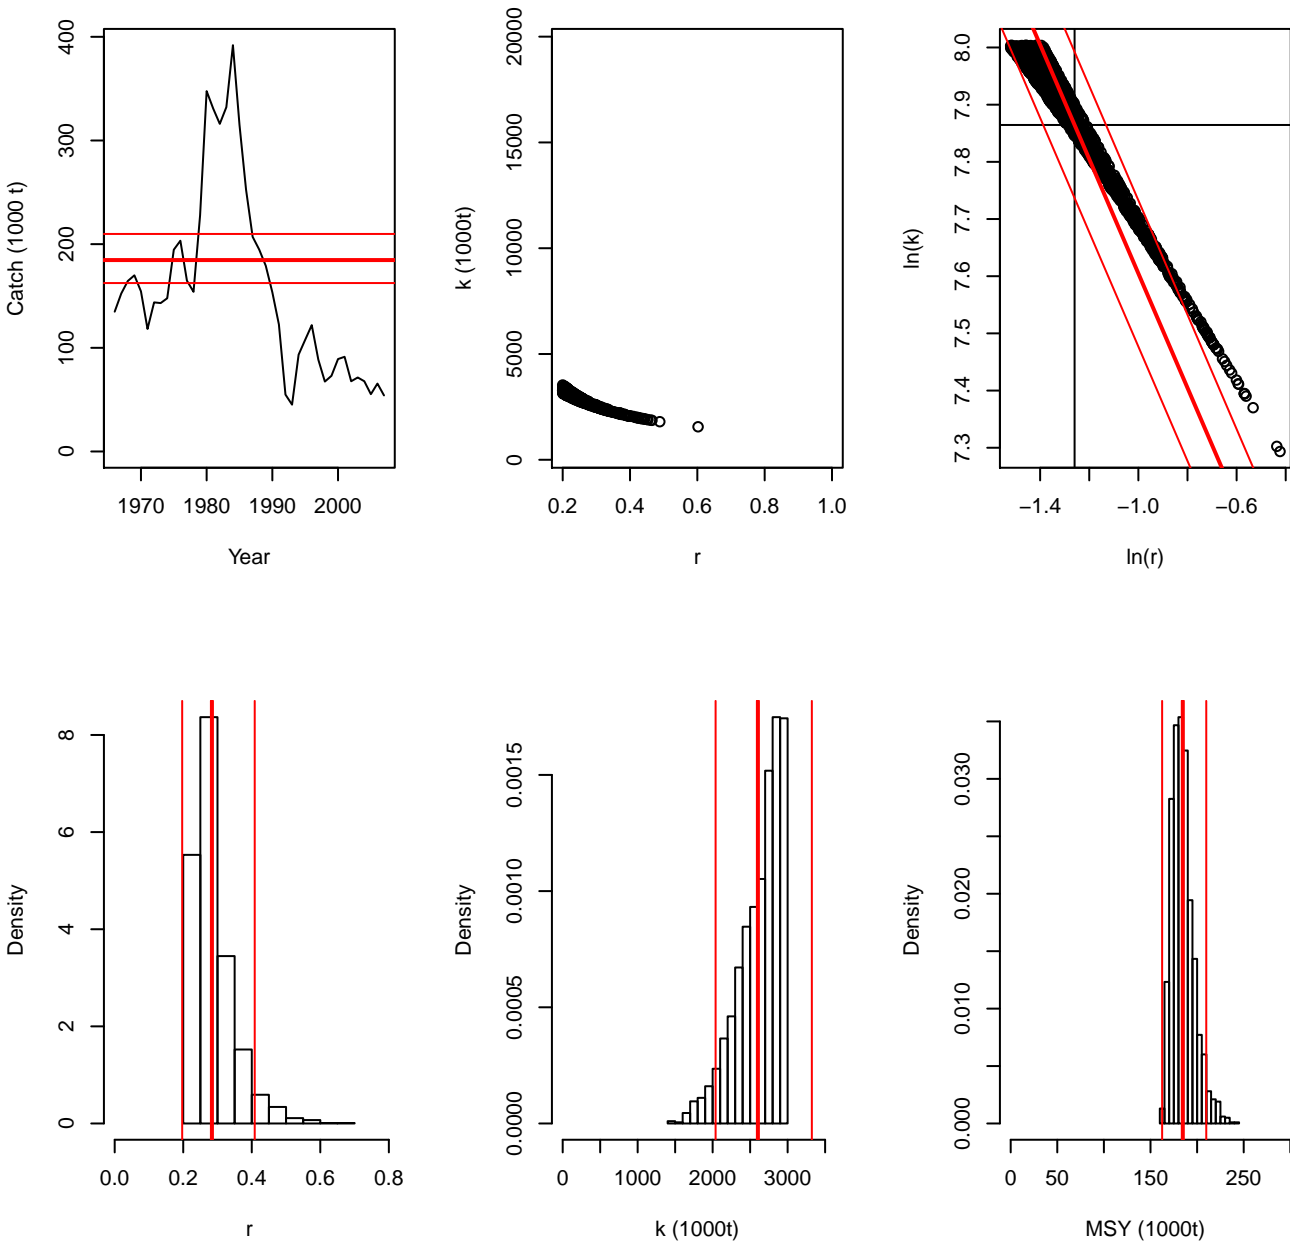 Catch (1000 t)
0 100 200 300 400
1970 1980 1990 2000
Year
k (1000t)
0 5000 10000 15000 20000
0.2 0.4 0.6 0.8 1.0
r
ln(k)
7.3 7.4 7.5 7.6 7.7 7.8 7.9 8.0
−1.4 −1.0 −0.6
ln(r)
Density
0 2 4 6 8
0.0 0.2 0.4 0.6 0.8
r
Density
0.0000 0.0005 0.0010 0.0015
0 1000 2000 3000
k (1000t)
Density
0.000 0.010 0.020 0.030
0 50 150 250
MSY (1000t)